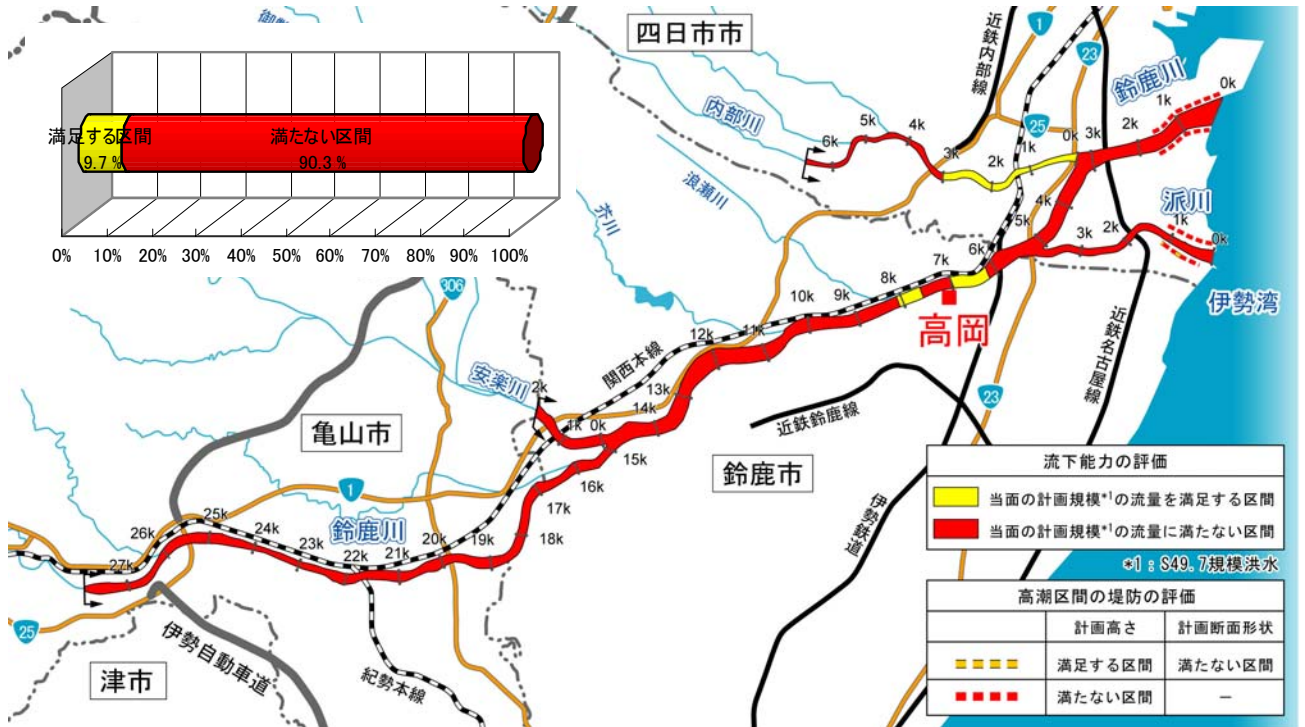 満足する区間
9.7%
満たない区間
90.3%
0%
10%
20%
30%
40%
50%
60%
70%
80%
90%
100%
四日市市
近鉄内部線
1
23
鈴鹿川
0k
1k
2k
3k
0k
25
1k
2k
3k
4k
5k
6k
内部川
浪瀬川
芥川
派川
0k
1k
2k
3k
伊勢湾
4k
5k
6k
7k
8k
9k
10k
11k
12k
13k
14k
15k
16k
17k
18k
19k
20k
21k
22k
23k
24k
25k
26k
27k
高岡
306
安楽川
2k
1k
0k
関西本線
近鉄鈴鹿線
近鉄名古屋線
23
伊勢鉄道
亀山市
鈴鹿市
1
鈴鹿川
25
津市
伊勢自動車道
紀勢本線
流下能力の評価
当面の計画規模*1の流量を満足する区間
当面の計画規模*1の流量に満たない区間
*1：S49.7規模洪水
高潮区間の堤防の評価
計画高さ 計画断面形状
満足する区間 満たない区間
満たない区間 －